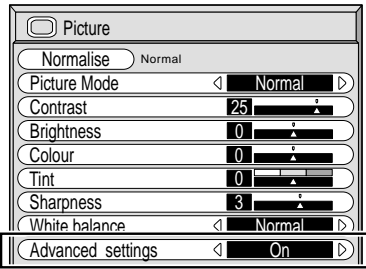 Picture
Normalise Normal
Picture Mode Normal
Contrast 25
Brightness 0
Colour 0
Tint 0
Sharpness 3
White balance Normal
Advanced settings On